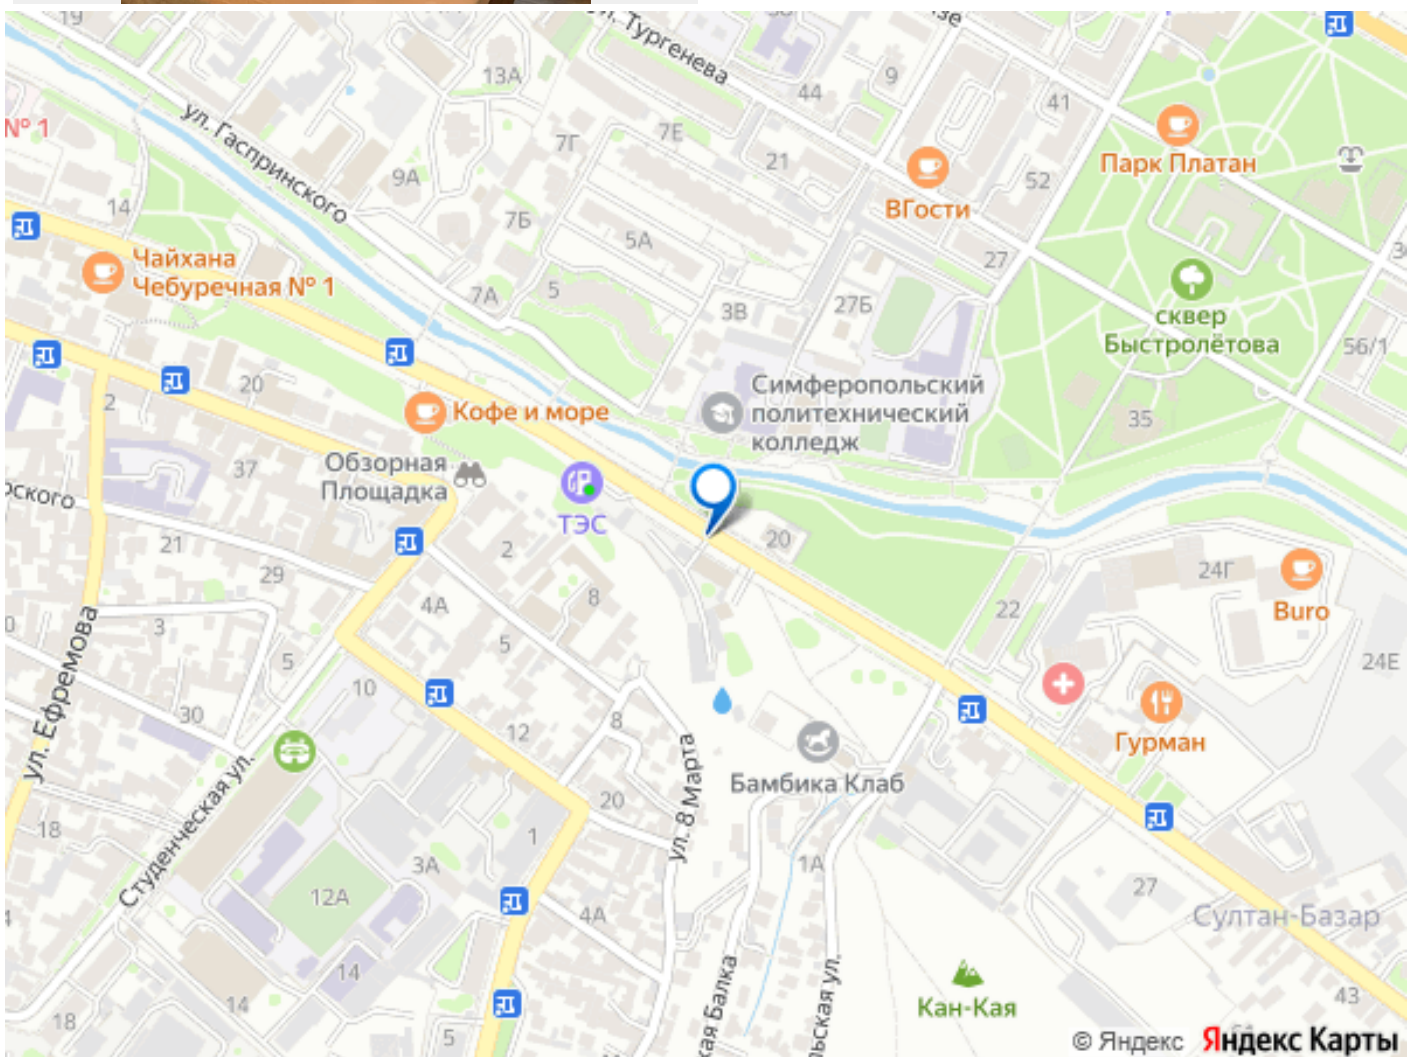 19
ул. Тургенева
13А
44
9
41
№ 1
ул. Гаспринского
7Г
7Е
21
Парк Платан
9А
52
ВГости
14
7Б
5А
27
Чайхана
Чебуречная № 1
7А
5
3В
27Б
сквер
Быстролётова
56/1
20
2
Кофе и море
Симферопольский
политехнический
колледж
35
37
Обзорная
Площадка
ТЭС
21
2
20
24Г
29
8
4А
22
Buro
ул. Ефремова
3
5
5
24Е
10
30
12
8
Гурман
Студенческая ул.
ул. 8 Марта
Бамбика Клаб
20
18
1
3А
1А
27
12А
4А
Султан-Базар
14
14
Кан-Кая
43
18
5
© Яндекс Яндекс Карты